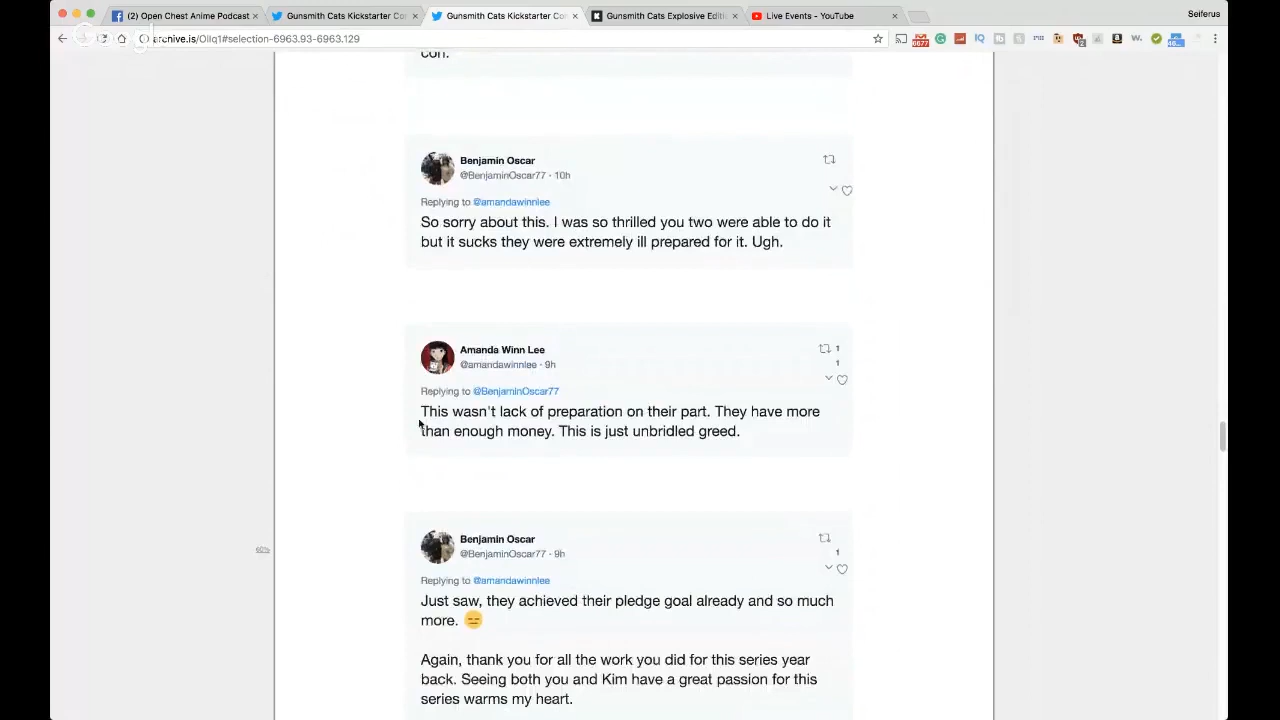 (2) Open Chest Anime Podcast
Gunsmith Cats Kickstarter Co
Gunsmith Cats Kickstarter Co
Gunsmith Cats Explosive Editi
Live Events - YouTube
Seiferus
archive.is/OIlq1#selection-6963.93-6963.129
6677
con.
Benjamin Oscar
@BenjaminOscar77 · 10h
Replying to @amandawinnlee
So sorry about this. I was so thrilled you two were able to do it
but it sucks they were extremely ill prepared for it. Ugh.
Amanda Winn Lee
@amandawinnlee · 9h
1
1
Replying to @BenjaminOscar77
This wasn't lack of preparation on their part. They have more
than enough money. This is just unbridled greed.
60%
Benjamin Oscar
@BenjaminOscar77 · 9h
1
Replying to @amandawinnlee
Just saw, they achieved their pledge goal already and so much
more. 😑
Again, thank you for all the work you did for this series year
back. Seeing both you and Kim have a great passion for this
series warms my heart.